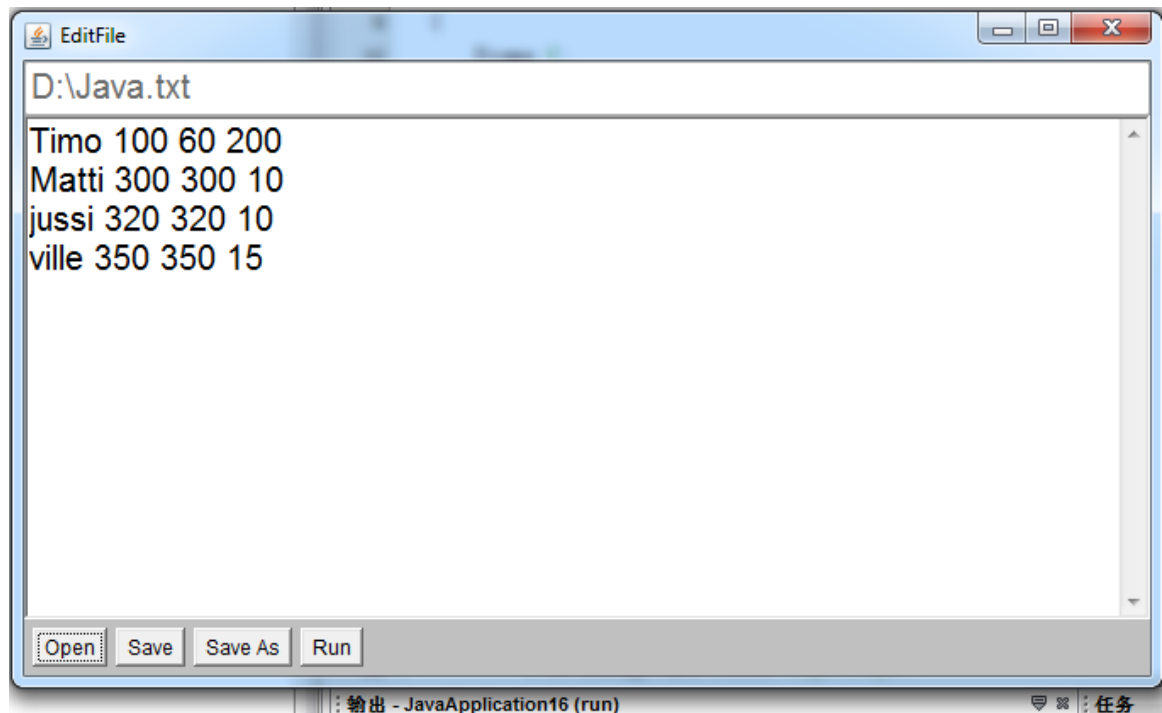 EditFile
D:\Java.txt
Timo 100 60 200
Matti 300 300 10
jussi 320 320 10
ville 350 350 15
Open Save Save As Run
输出 - JavaApplication16 (run) 任务